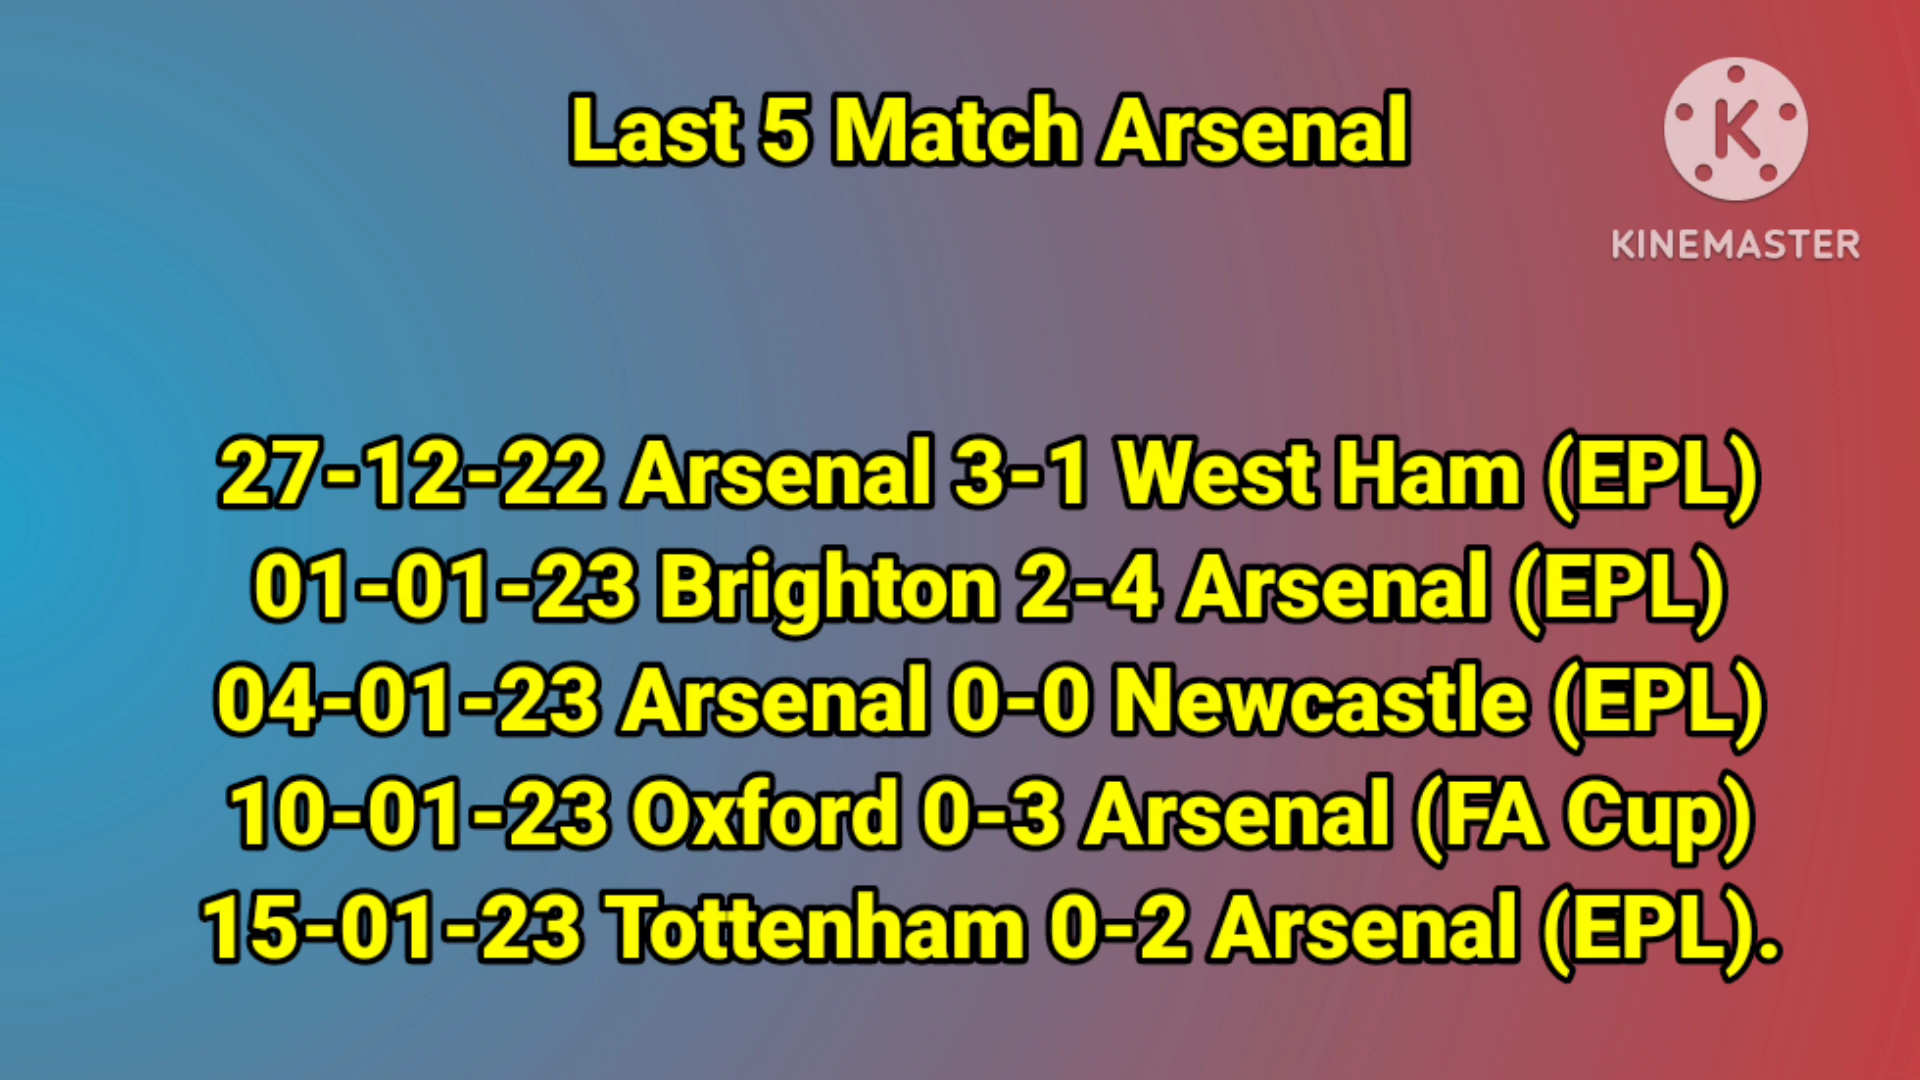 Last 5 Match Arsenal
K
KINEMASTER
27-12-22 Arsenal 3-1 West Ham (EPL)
01-01-23 Brighton 2-4 Arsenal (EPL)
04-01-23 Arsenal 0-0 Newcastle (EPL)
10-01-23 Oxford 0-3 Arsenal (FA Cup)
15-01-23 Tottenham 0-2 Arsenal (EPL).